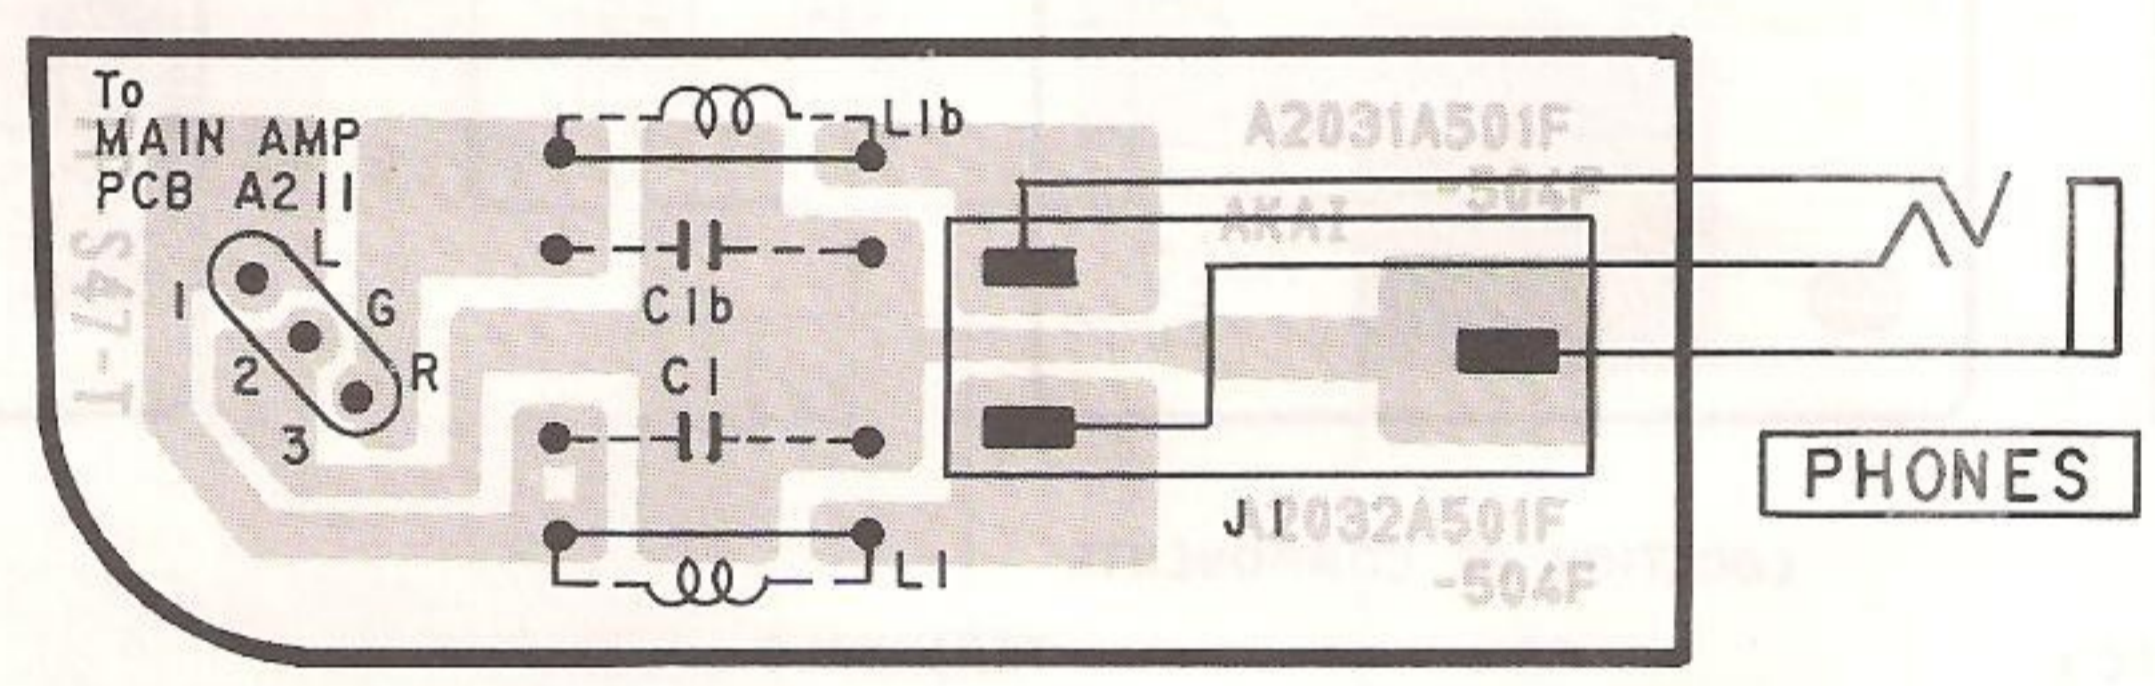 To
MAIN AMP
PCB A211
L
1
G
2
R
3
L1b
C1b
C1
L1
A2031A501F
-504F
AKAI
J1
A2032A501F
-504F
S47-T
PHONES